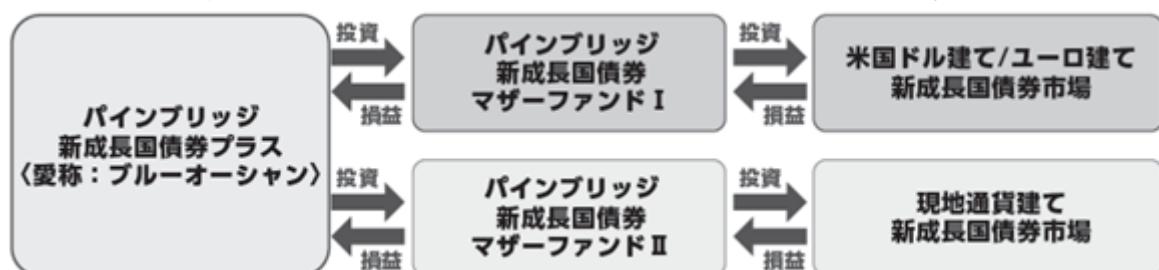 パインブリッジ
新成長国債券プラス
〈愛称：ブルーオーシャン〉
投資
損益
パインブリッジ
新成長国債券
マザーファンドⅠ
投資
損益
米国ドル建て/ユーロ建て
新成長国債券市場
投資
損益
パインブリッジ
新成長国債券
マザーファンドⅡ
投資
損益
現地通貨建て
新成長国債券市場